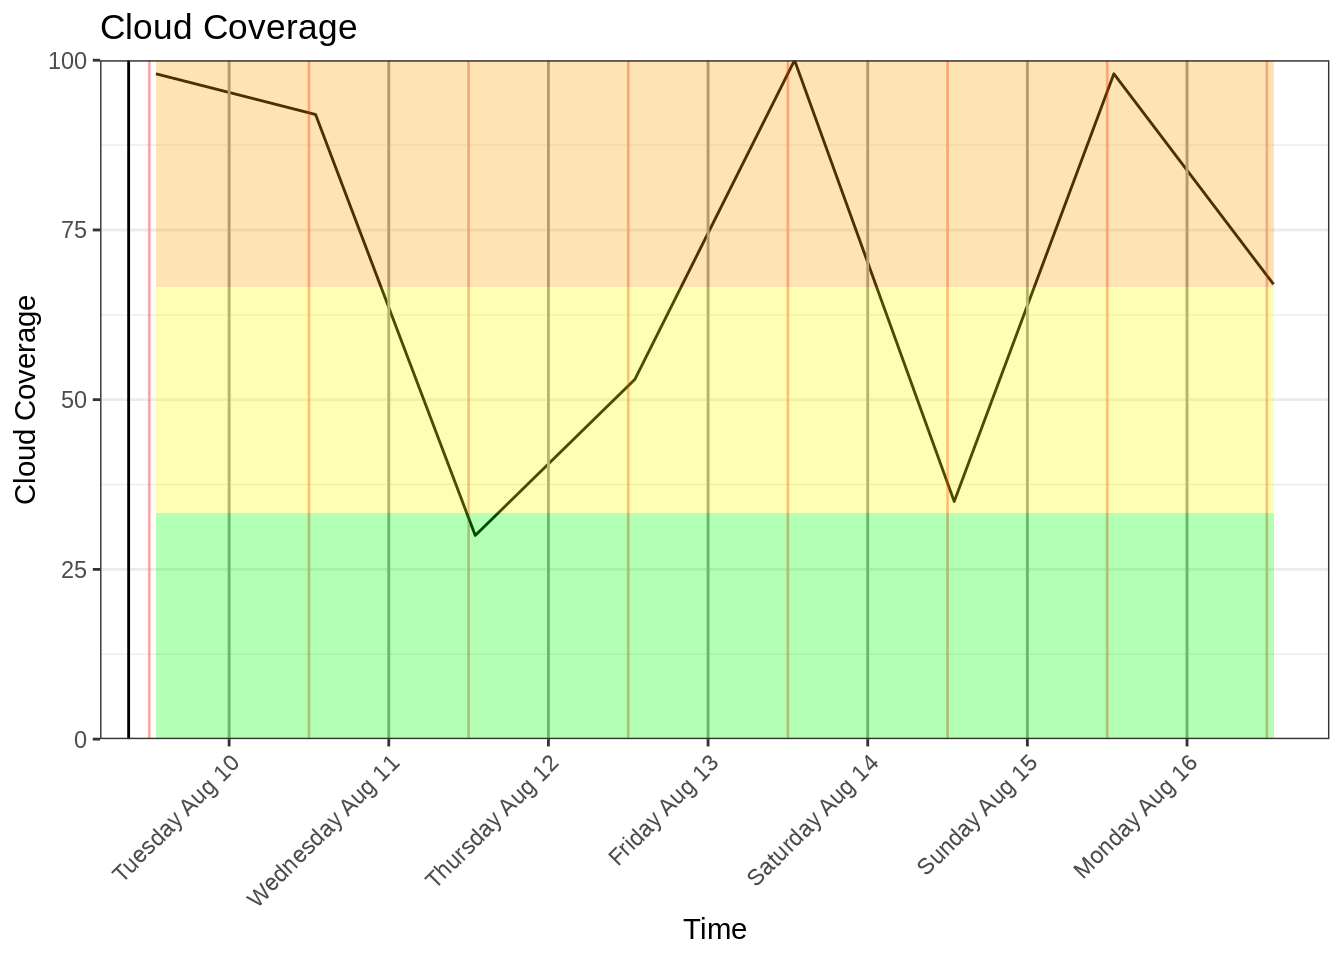 Cloud Coverage
100
75
50
25
0
Cloud Coverage
Tuesday Aug 10
Wednesday Aug 11
Thursday Aug 12
Friday Aug 13
Saturday Aug 14
Sunday Aug 15
Monday Aug 16
Time